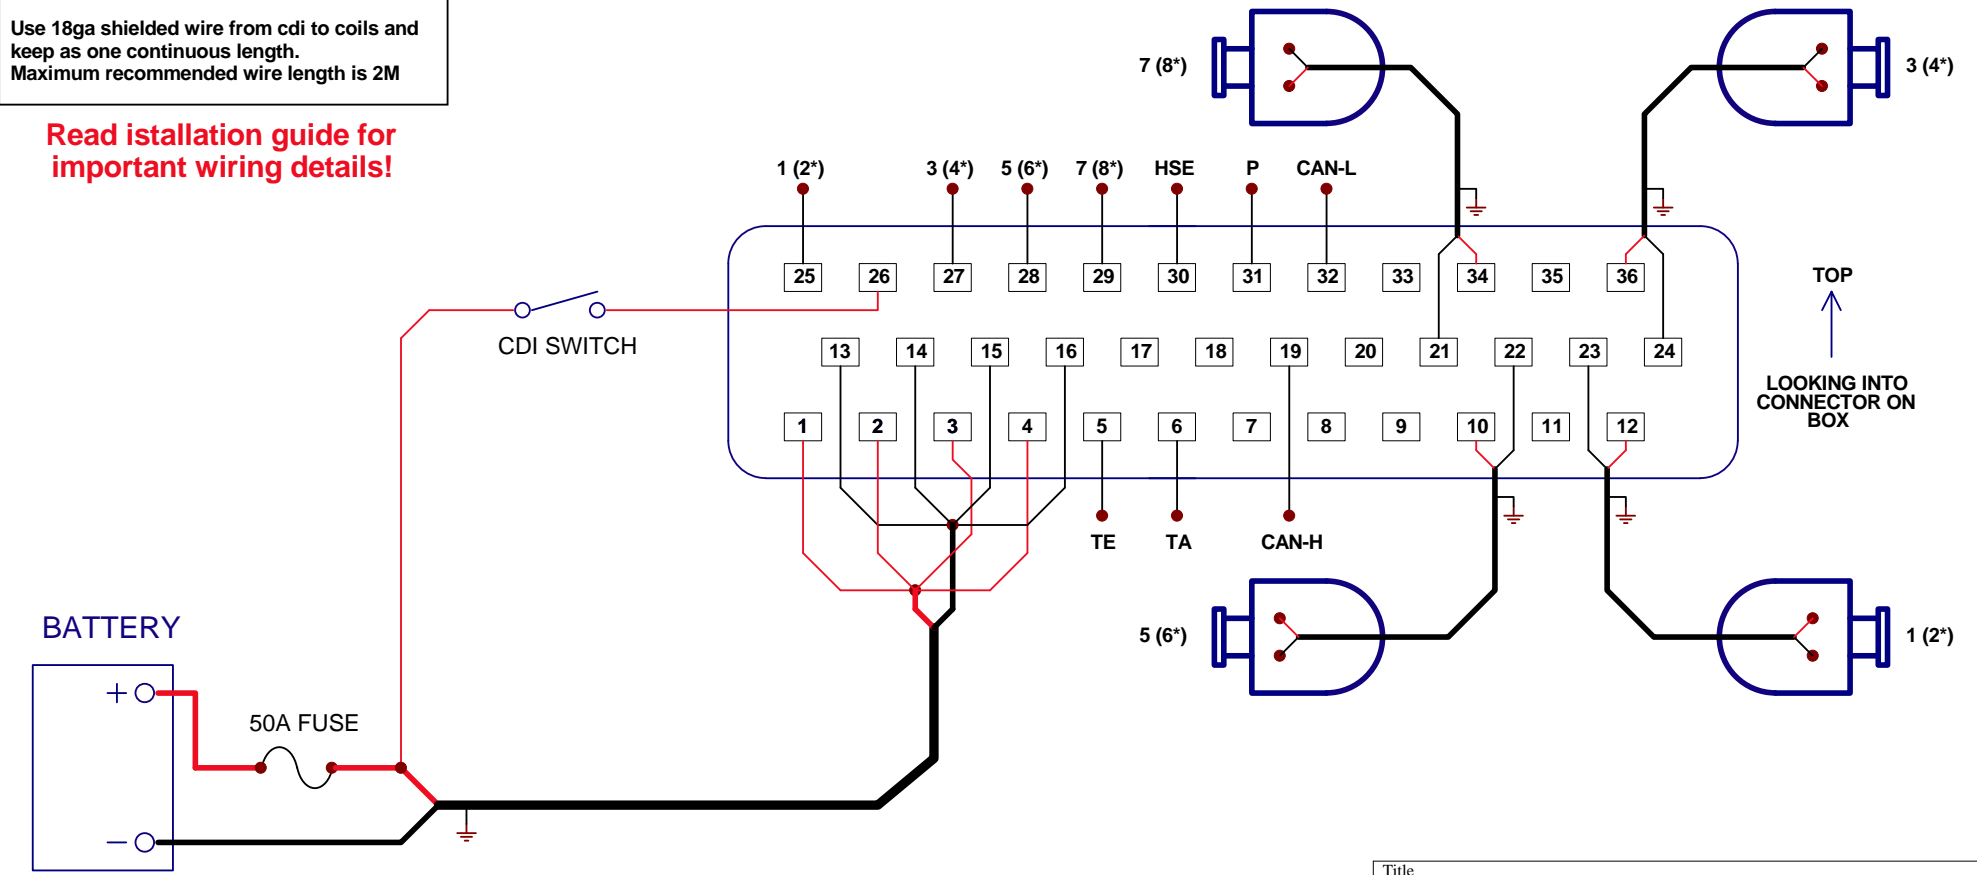 Use 18ga shielded wire from cdi to coils and
keep as one continuous length.
Maximum recommended wire length is 2M
Read istallation guide for
important wiring details!
7 (8*)
3 (4*)
1 (2*) 3 (4*) 5 (6*) 7 (8*) HSE P CAN-L
25 26 27 28 29 30 31 32 33 34 35 36
TOP
CDI SWITCH
13 14 15 16 17 18 19 20 21 22 23 24
LOOKING INTO
CONNECTOR ON
BOX
1 2 3 4 5 6 7 8 9 10 11 12
TE TA CAN-H
BATTERY
5 (6*)
1 (2*)
+
50A FUSE
−
Title